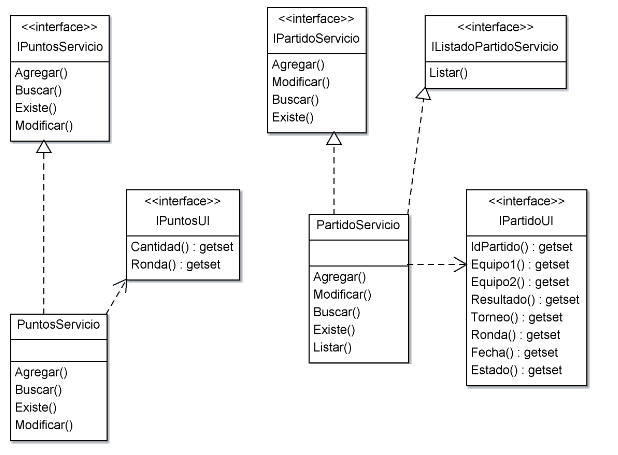 <<interface>>
IPuntosServicio
Agregar()
Buscar()
Existe()
Modificar()
<<interface>>
IPartidoServicio
Agregar()
Modificar()
Buscar()
Existe()
<<interface>>
IListadoPartidoServicio
Listar()
<<interface>>
IPuntosUI
Cantidad() : getset
Ronda() : getset
PartidoServicio
Agregar()
Modificar()
Buscar()
Existe()
Listar()
<<interface>>
IPartidoUI
IdPartido() : getset
Equipo1() : getset
Equipo2() : getset
Resultado() : getset
Torneo() : getset
Ronda() : getset
Fecha() : getset
Estado() : getset
PuntosServicio
Agregar()
Buscar()
Existe()
Modificar()